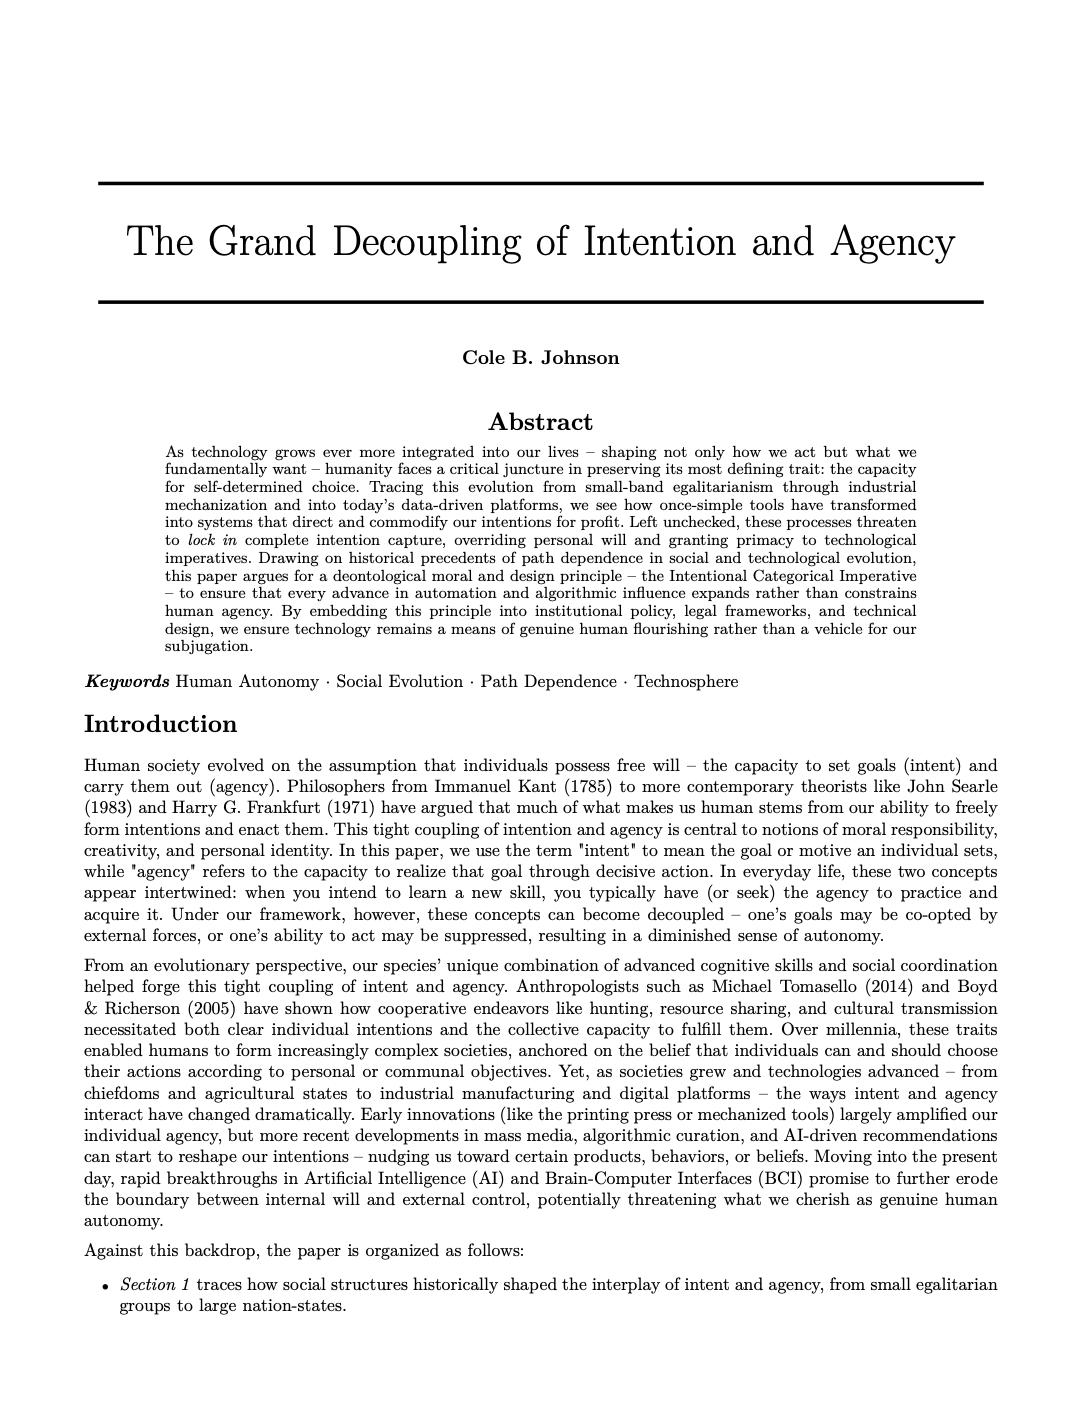 The Grand Decoupling of Intention and Agency
Cole B. Johnson
Abstract
As technology grows ever more integrated into our lives – shaping not only how we act but what we
fundamentally want – humanity faces a critical juncture in preserving its most defining trait: the capacity
for self-determined choice. Tracing this evolution from small-band egalitarianism through industrial
mechanization and into today's data-driven platforms, we see how once-simple tools have transformed
into systems that direct and commodify our intentions for profit. Left unchecked, these processes threaten
to lock in complete intention capture, overriding personal will and granting primacy to technological
imperatives. Drawing on historical precedents of path dependence in social and technological evolution,
this paper argues for a deontological moral and design principle – the Intentional Categorical Imperative
– to ensure that every advance in automation and algorithmic influence expands rather than constrains
human agency. By embedding this principle into institutional policy, legal frameworks, and technical
design, we ensure technology remains a means of genuine human flourishing rather than a vehicle for our
subjugation.
Keywords Human Autonomy · Social Evolution · Path Dependence · Technosphere
Introduction
Human society evolved on the assumption that individuals possess free will – the capacity to set goals (intent) and
carry them out (agency). Philosophers from Immanuel Kant (1785) to more contemporary theorists like John Searle
(1983) and Harry G. Frankfurt (1971) have argued that much of what makes us human stems from our ability to freely
form intentions and enact them. This tight coupling of intention and agency is central to notions of moral responsibility,
creativity, and personal identity. In this paper, we use the term "intent" to mean the goal or motive an individual sets,
while "agency" refers to the capacity to realize that goal through decisive action. In everyday life, these two concepts
appear intertwined: when you intend to learn a new skill, you typically have (or seek) the agency to practice and
acquire it. Under our framework, however, these concepts can become decoupled – one's goals may be co-opted by
external forces, or one's ability to act may be suppressed, resulting in a diminished sense of autonomy.
From an evolutionary perspective, our species' unique combination of advanced cognitive skills and social coordination
helped forge this tight coupling of intent and agency. Anthropologists such as Michael Tomasello (2014) and Boyd
& Richerson (2005) have shown how cooperative endeavors like hunting, resource sharing, and cultural transmission
necessitated both clear individual intentions and the collective capacity to fulfill them. Over millennia, these traits
enabled humans to form increasingly complex societies, anchored on the belief that individuals can and should choose
their actions according to personal or communal objectives. Yet, as societies grew and technologies advanced – from
chiefdoms and agricultural states to industrial manufacturing and digital platforms – the ways intent and agency
interact have changed dramatically. Early innovations (like the printing press or mechanized tools) largely amplified our
individual agency, but more recent developments in mass media, algorithmic curation, and AI-driven recommendations
can start to reshape our intentions – nudging us toward certain products, behaviors, or beliefs. Moving into the present
day, rapid breakthroughs in Artificial Intelligence (AI) and Brain-Computer Interfaces (BCI) promise to further erode
the boundary between internal will and external control, potentially threatening what we cherish as genuine human
autonomy.
Against this backdrop, the paper is organized as follows:
• Section 1 traces how social structures historically shaped the interplay of intent and agency, from small egalitarian
groups to large nation-states.